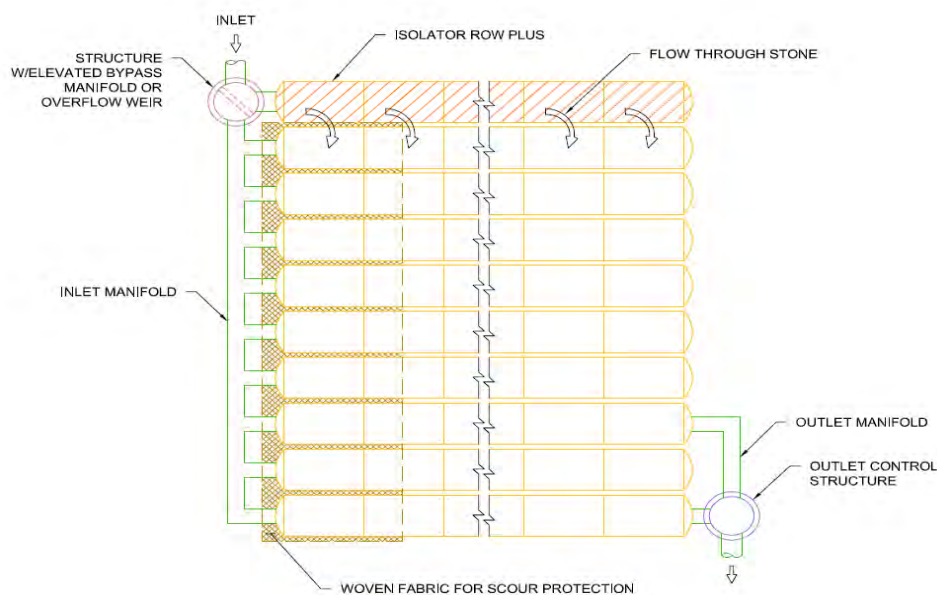 INLET
STRUCTURE
W/ELEVATED BYPASS
MANIFOLD OR
OVERFLOW WEIR
ISOLATOR ROW PLUS
FLOW THROUGH STONE
INLET MANIFOLD
OUTLET MANIFOLD
OUTLET CONTROL
STRUCTURE
WOVEN FABRIC FOR SCOUR PROTECTION